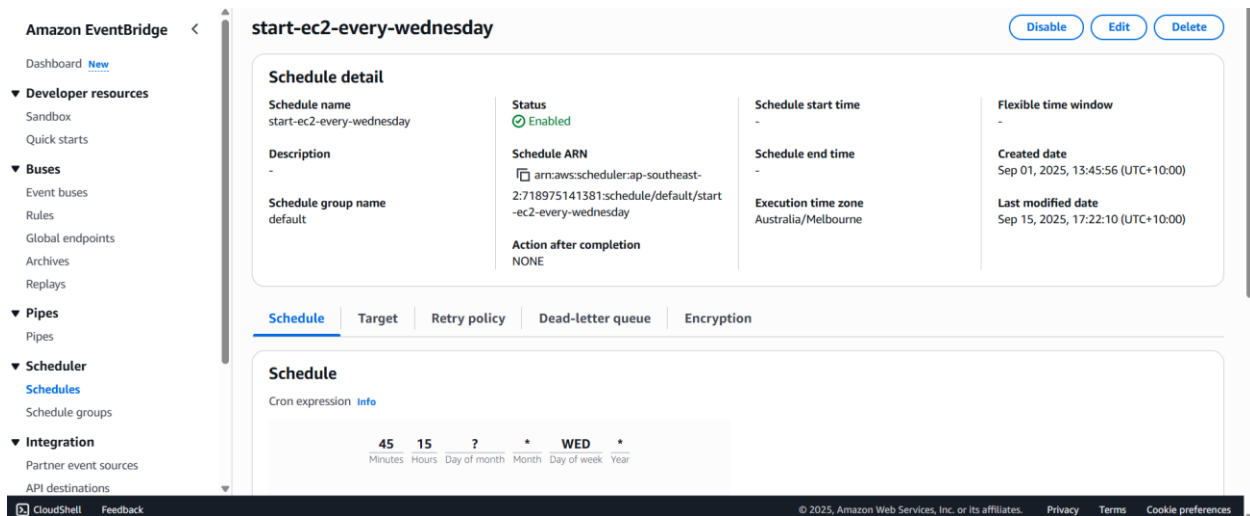 Amazon EventBridge
Dashboard New
Developer resources
Sandbox
Quick starts
Buses
Event buses
Rules
Global endpoints
Archives
Replays
Pipes
Pipes
Scheduler
Schedules
Schedule groups
Integration
Partner event sources
API destinations
start-ec2-every-wednesday
Disable
Edit
Delete
Schedule detail
Schedule name
start-ec2-every-wednesday
Description
-
Schedule group name
default
Status
Enabled
Schedule ARN
arn:aws:scheduler:ap-southeast-
2:718975141381:schedule/default/start
-ec2-every-wednesday
Action after completion
NONE
Schedule start time
-
Schedule end time
-
Execution time zone
Australia/Melbourne
Flexible time window
-
Created date
Sep 01, 2025, 13:45:56 (UTC+10:00)
Last modified date
Sep 15, 2025, 17:22:10 (UTC+10:00)
Schedule Target Retry policy Dead-letter queue Encryption
Schedule
Cron expression Info
45 15 ? * WED *
Minutes Hours Day of month Month Day of week Year
CloudShell Feedback © 2025, Amazon Web Services, Inc. or its affiliates. Privacy Terms Cookie preferences